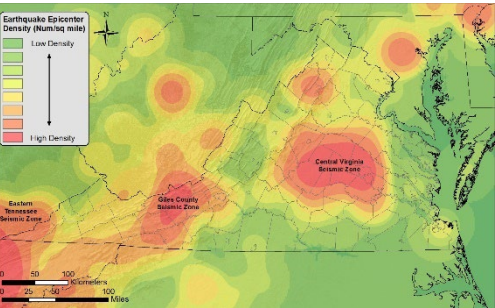 Earthquake Epicenter
Density (Num/sq mile)
Low Density
High Density
N
Central Virginia
Seismic Zone
Giles County
Seismic Zone
Eastern
Tennessee
Seismic Zone
0 50 100
Kilometers
0 25 50 100
Miles